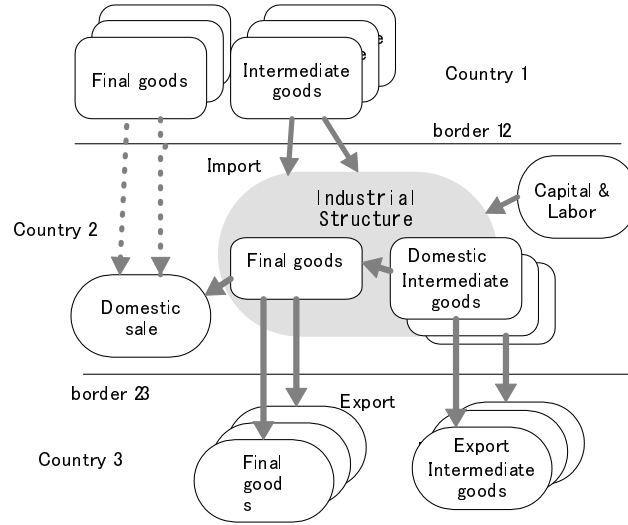 Final goods
Intermediate
goods
Country 1
border 12
Import
Industrial
Structure
Capital &
Labor
Country 2
Final goods
Domestic
Intermediate
goods
Domestic
sale
border 23
Export
Country 3
Final
good
s
Export
Intermediate
goods